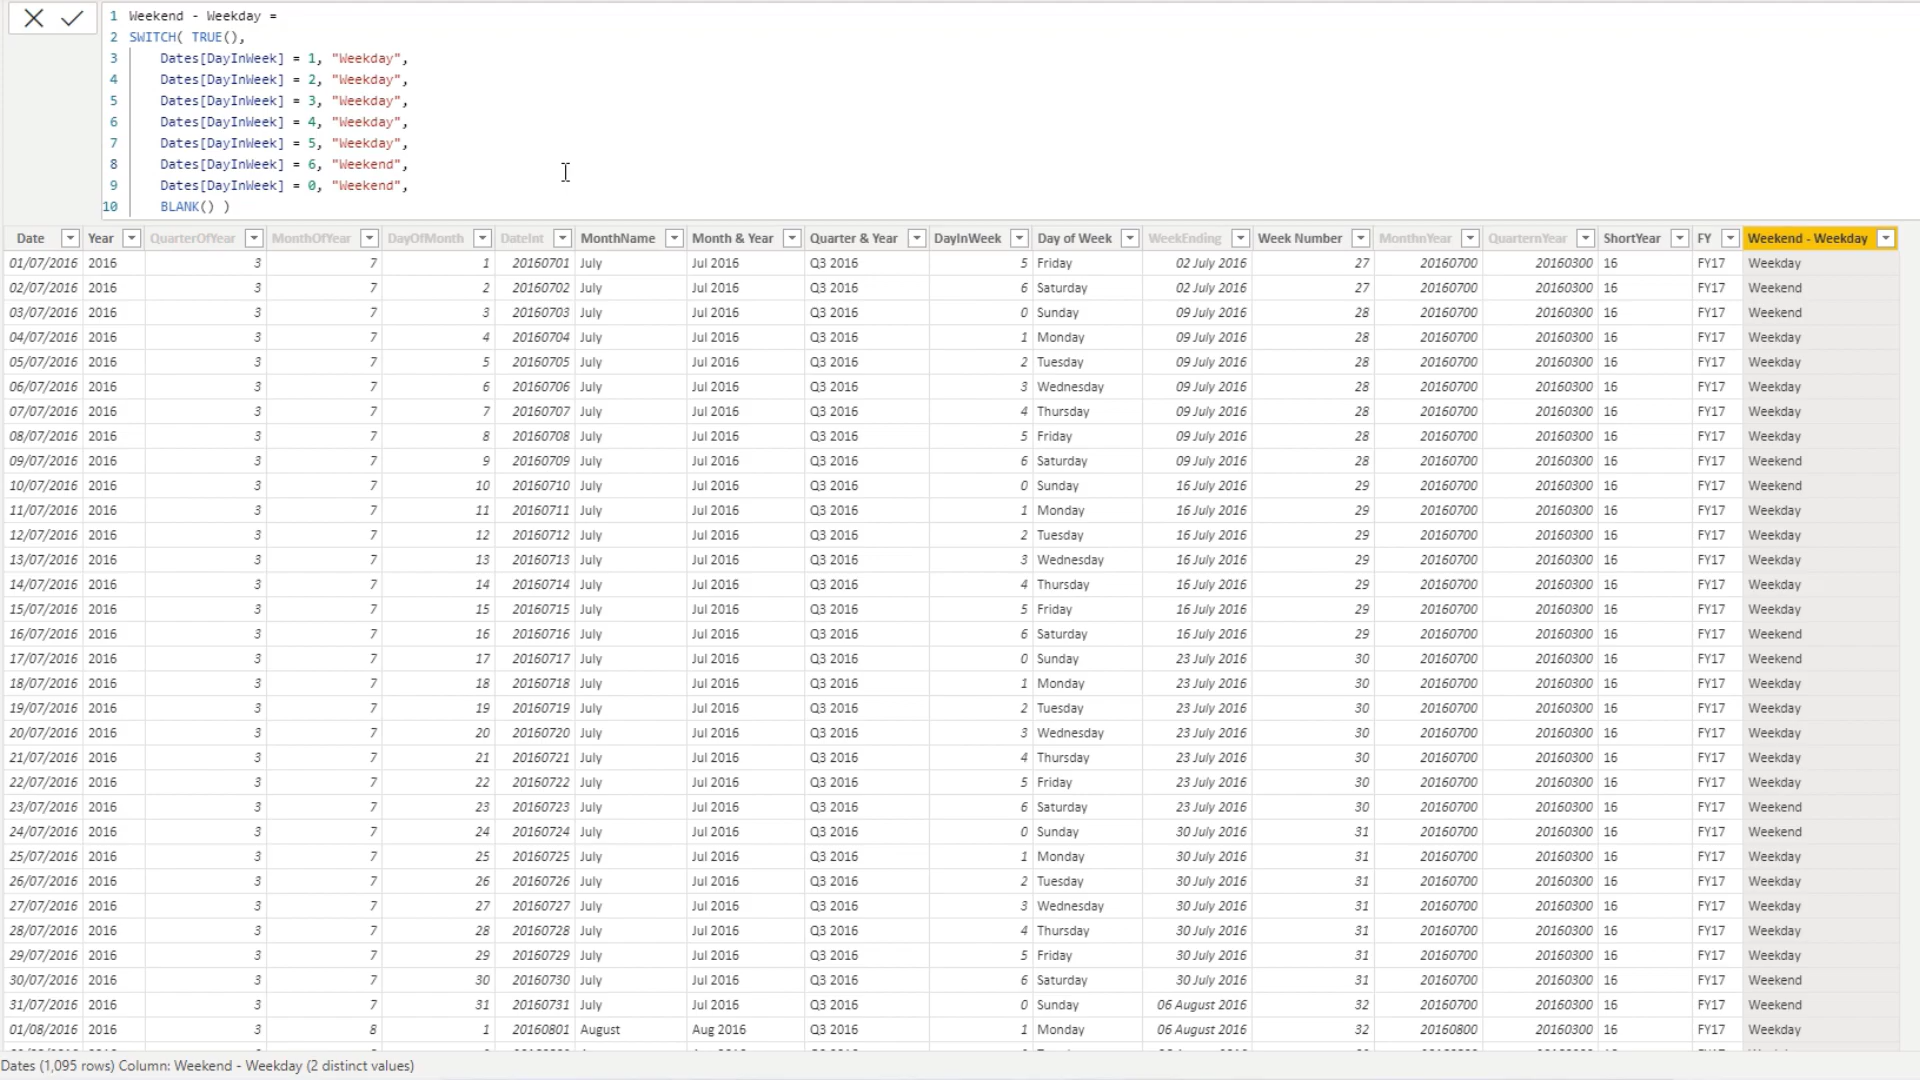 1 Weekend - Weekday =
2 SWITCH( TRUE(),
3 Dates[DayInWeek] = 1, "Weekday",
4 Dates[DayInWeek] = 2, "Weekday",
5 Dates[DayInWeek] = 3, "Weekday",
6 Dates[DayInWeek] = 4, "Weekday",
7 Dates[DayInWeek] = 5, "Weekday",
8 Dates[DayInWeek] = 6, "Weekend",
9 Dates[DayInWeek] = 0, "Weekend",
10 BLANK() )
Date Year QuarterOfYear MonthOfYear DayOfMonth DateInt MonthName Month & Year Quarter & Year DayInWeek Day of Week WeekEnding Week Number MonthnYear QuarternYear ShortYear FY Weekend - Weekday
01/07/2016 2016 3 7 1 20160701 July Jul 2016 Q3 2016 5 Friday 02 July 2016 27 20160700 20160300 16 FY17 Weekday
02/07/2016 2016 3 7 2 20160702 July Jul 2016 Q3 2016 6 Saturday 02 July 2016 27 20160700 20160300 16 FY17 Weekend
03/07/2016 2016 3 7 3 20160703 July Jul 2016 Q3 2016 0 Sunday 09 July 2016 28 20160700 20160300 16 FY17 Weekend
04/07/2016 2016 3 7 4 20160704 July Jul 2016 Q3 2016 1 Monday 09 July 2016 28 20160700 20160300 16 FY17 Weekday
05/07/2016 2016 3 7 5 20160705 July Jul 2016 Q3 2016 2 Tuesday 09 July 2016 28 20160700 20160300 16 FY17 Weekday
06/07/2016 2016 3 7 6 20160706 July Jul 2016 Q3 2016 3 Wednesday 09 July 2016 28 20160700 20160300 16 FY17 Weekday
07/07/2016 2016 3 7 7 20160707 July Jul 2016 Q3 2016 4 Thursday 09 July 2016 28 20160700 20160300 16 FY17 Weekday
08/07/2016 2016 3 7 8 20160708 July Jul 2016 Q3 2016 5 Friday 09 July 2016 28 20160700 20160300 16 FY17 Weekday
09/07/2016 2016 3 7 9 20160709 July Jul 2016 Q3 2016 6 Saturday 09 July 2016 28 20160700 20160300 16 FY17 Weekend
10/07/2016 2016 3 7 10 20160710 July Jul 2016 Q3 2016 0 Sunday 16 July 2016 29 20160700 20160300 16 FY17 Weekend
11/07/2016 2016 3 7 11 20160711 July Jul 2016 Q3 2016 1 Monday 16 July 2016 29 20160700 20160300 16 FY17 Weekday
12/07/2016 2016 3 7 12 20160712 July Jul 2016 Q3 2016 2 Tuesday 16 July 2016 29 20160700 20160300 16 FY17 Weekday
13/07/2016 2016 3 7 13 20160713 July Jul 2016 Q3 2016 3 Wednesday 16 July 2016 29 20160700 20160300 16 FY17 Weekday
14/07/2016 2016 3 7 14 20160714 July Jul 2016 Q3 2016 4 Thursday 16 July 2016 29 20160700 20160300 16 FY17 Weekday
15/07/2016 2016 3 7 15 20160715 July Jul 2016 Q3 2016 5 Friday 16 July 2016 29 20160700 20160300 16 FY17 Weekday
16/07/2016 2016 3 7 16 20160716 July Jul 2016 Q3 2016 6 Saturday 16 July 2016 29 20160700 20160300 16 FY17 Weekend
17/07/2016 2016 3 7 17 20160717 July Jul 2016 Q3 2016 0 Sunday 23 July 2016 30 20160700 20160300 16 FY17 Weekend
18/07/2016 2016 3 7 18 20160718 July Jul 2016 Q3 2016 1 Monday 23 July 2016 30 20160700 20160300 16 FY17 Weekday
19/07/2016 2016 3 7 19 20160719 July Jul 2016 Q3 2016 2 Tuesday 23 July 2016 30 20160700 20160300 16 FY17 Weekday
20/07/2016 2016 3 7 20 20160720 July Jul 2016 Q3 2016 3 Wednesday 23 July 2016 30 20160700 20160300 16 FY17 Weekday
21/07/2016 2016 3 7 21 20160721 July Jul 2016 Q3 2016 4 Thursday 23 July 2016 30 20160700 20160300 16 FY17 Weekday
22/07/2016 2016 3 7 22 20160722 July Jul 2016 Q3 2016 5 Friday 23 July 2016 30 20160700 20160300 16 FY17 Weekday
23/07/2016 2016 3 7 23 20160723 July Jul 2016 Q3 2016 6 Saturday 23 July 2016 30 20160700 20160300 16 FY17 Weekend
24/07/2016 2016 3 7 24 20160724 July Jul 2016 Q3 2016 0 Sunday 30 July 2016 31 20160700 20160300 16 FY17 Weekend
25/07/2016 2016 3 7 25 20160725 July Jul 2016 Q3 2016 1 Monday 30 July 2016 31 20160700 20160300 16 FY17 Weekday
26/07/2016 2016 3 7 26 20160726 July Jul 2016 Q3 2016 2 Tuesday 30 July 2016 31 20160700 20160300 16 FY17 Weekday
27/07/2016 2016 3 7 27 20160727 July Jul 2016 Q3 2016 3 Wednesday 30 July 2016 31 20160700 20160300 16 FY17 Weekday
28/07/2016 2016 3 7 28 20160728 July Jul 2016 Q3 2016 4 Thursday 30 July 2016 31 20160700 20160300 16 FY17 Weekday
29/07/2016 2016 3 7 29 20160729 July Jul 2016 Q3 2016 5 Friday 30 July 2016 31 20160700 20160300 16 FY17 Weekday
30/07/2016 2016 3 7 30 20160730 July Jul 2016 Q3 2016 6 Saturday 30 July 2016 31 20160700 20160300 16 FY17 Weekend
31/07/2016 2016 3 7 31 20160731 July Jul 2016 Q3 2016 0 Sunday 06 August 2016 32 20160700 20160300 16 FY17 Weekend
01/08/2016 2016 3 8 1 20160801 August Aug 2016 Q3 2016 1 Monday 06 August 2016 32 20160800 20160300 16 FY17 Weekday
Dates (1,095 rows) Column: Weekend - Weekday (2 distinct values)